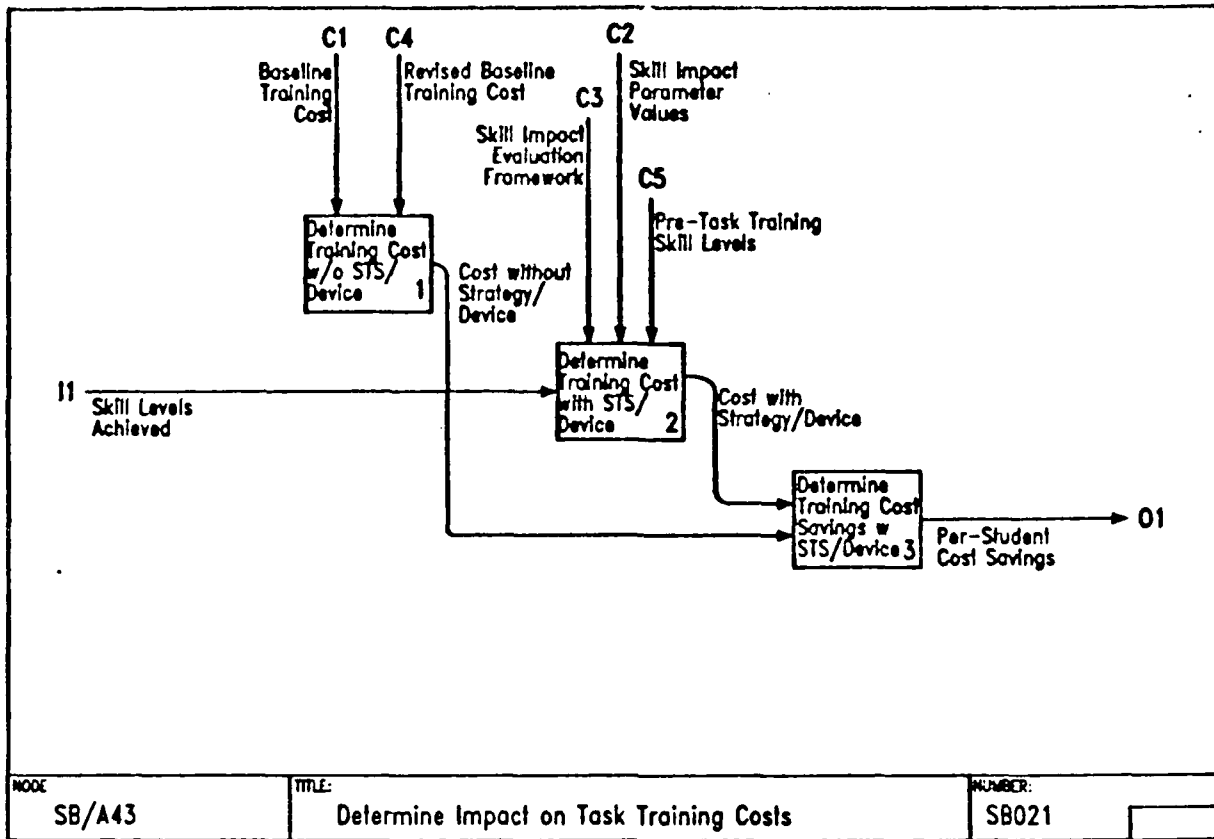 C1
C4
C2
Baseline
Training
Cost
Revised Baseline
Training Cost
C3
Skill Impact
Parameter
Values
Skill Impact
Evaluation
Framework
C5
Pre-Task Training
Skill Levels
Determine
Training Cost
w/o STS/
Device 1
Cost without
Strategy/
Device
I1
Skill Levels
Achieved
Determine
Training Cost
with STS/
Device 2
Cost with
Strategy/Device
Determine
Training Cost
Savings w
STS/Device 3
Per-Student
Cost Savings
O1
NODE
SB/A43
TITLE:
Determine Impact on Task Training Costs
NUMBER:
SB021